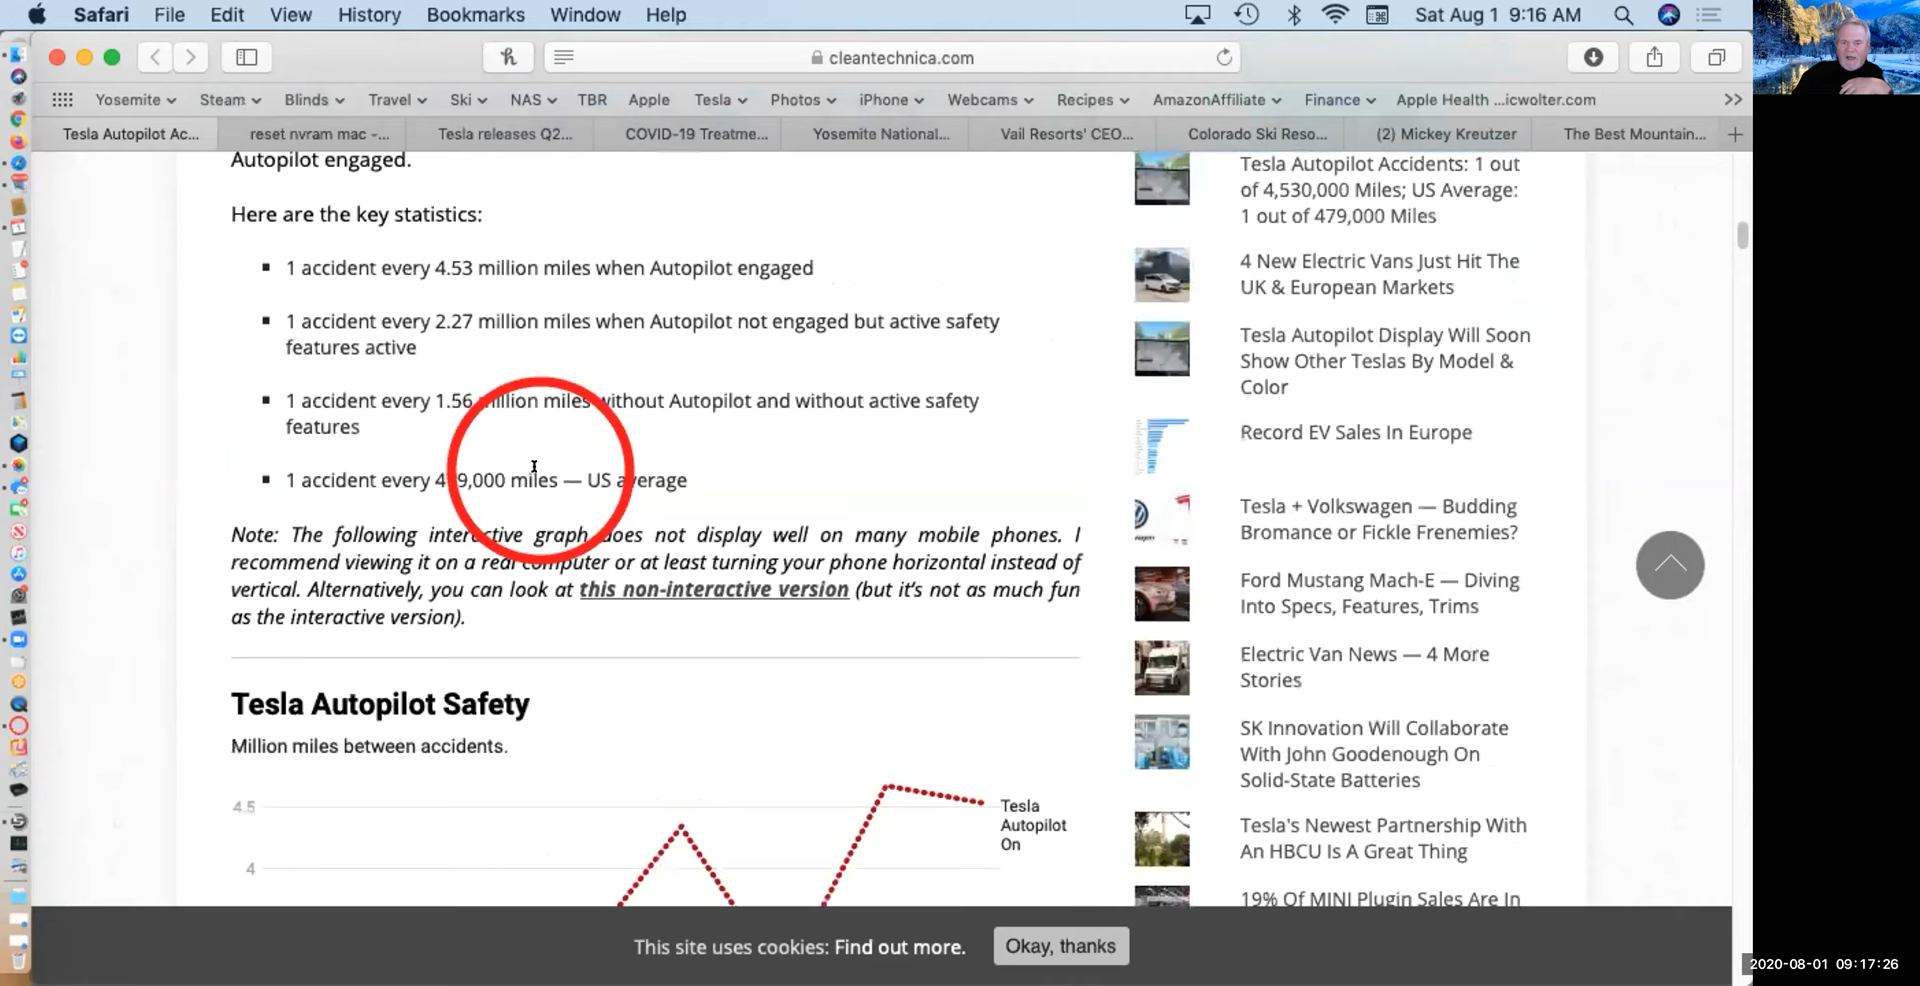 Safari File Edit View History Bookmarks Window Help
Sat Aug 1 9:16 AM
cleantechnica.com
Yosemite Steam Blinds Travel Ski NAS TBR Apple Tesla Photos iPhone Webcams Recipes AmazonAffiliate Finance Apple Health ...icwolter.com
Tesla Autopilot Ac... reset nvram mac -... Tesla releases Q2... COVID-19 Treatme... Yosemite National... Vail Resorts' CEO... Colorado Ski Reso... (2) Mickey Kreutzer The Best Mountain...
Autopilot engaged.
Here are the key statistics:
1 accident every 4.53 million miles when Autopilot engaged
1 accident every 2.27 million miles when Autopilot not engaged but active safety
features active
1 accident every 1.56 million miles without Autopilot and without active safety
features
1 accident every 479,000 miles — US average
Note: The following interactive graph does not display well on many mobile phones. I
recommend viewing it on a real computer or at least turning your phone horizontal instead of
vertical. Alternatively, you can look at this non-interactive version (but it's not as much fun
as the interactive version).
Tesla Autopilot Safety
Million miles between accidents.
4.5
4
Tesla
Autopilot
On
Tesla Autopilot Accidents: 1 out
of 4,530,000 Miles; US Average:
1 out of 479,000 Miles
4 New Electric Vans Just Hit The
UK & European Markets
Tesla Autopilot Display Will Soon
Show Other Teslas By Model &
Color
Record EV Sales In Europe
Tesla + Volkswagen — Budding
Bromance or Fickle Frenemies?
Ford Mustang Mach-E — Diving
Into Specs, Features, Trims
Electric Van News — 4 More
Stories
SK Innovation Will Collaborate
With John Goodenough On
Solid-State Batteries
Tesla's Newest Partnership With
An HBCU Is A Great Thing
19% Of MINI Plugin Sales Are In
This site uses cookies: Find out more.
Okay, thanks
2020-08-01 09:17:26